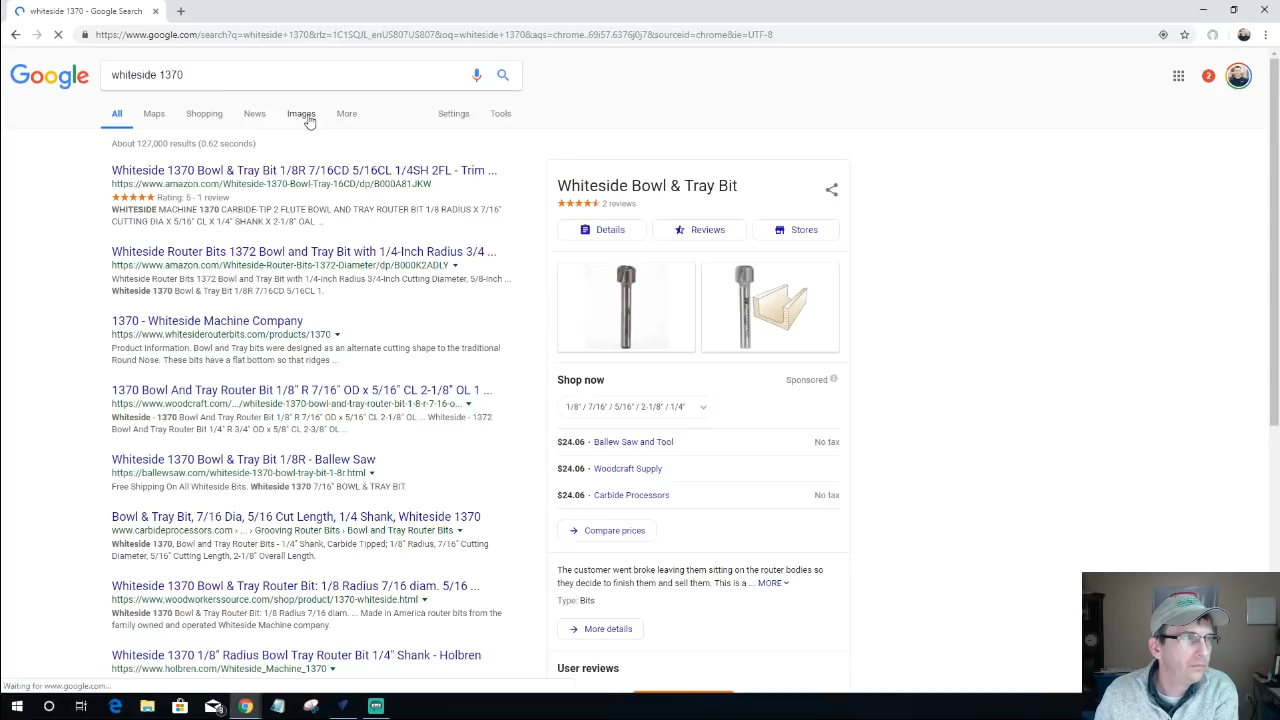 whiteside 1370 - Google Search
https://www.google.com/search?q=whiteside+1370&rlz=1C1SQJL_enUS807US807&oq=whiteside+1370&aqs=chrome..69i57.6376j0j7&sourceid=chrome&ie=UTF-8
Google
whiteside 1370
2
All Maps Shopping News Images More Settings Tools
About 127,000 results (0.62 seconds)
Whiteside 1370 Bowl & Tray Bit 1/8R 7/16CD 5/16CL 1/4SH 2FL - Trim ...
https://www.amazon.com/Whiteside-1370-Bowl-Tray-16CD/dp/B000A81JKW
Rating: 5 - 1 review
WHITESIDE MACHINE 1370 CARBIDE-TIP 2 FLUTE BOWL AND TRAY ROUTER BIT 1/8 RADIUS X 7/16"
CUTTING DIA X 5/16" CL X 1/4" SHANK X 2-1/8" OAL ...
Whiteside Router Bits 1372 Bowl and Tray Bit with 1/4-Inch Radius 3/4 ...
https://www.amazon.com/Whiteside-Router-Bits-1372-Diameter/dp/B000K2ADLY
Whiteside Router Bits 1372 Bowl and Tray Bit with 1/4-Inch Radius 3/4-Inch Cutting Diameter, 5/8-Inch ...
Whiteside 1370 Bowl & Tray Bit 1/8R 7/16CD 5/16CL 1.
1370 - Whiteside Machine Company
https://www.whitesiderouterbits.com/products/1370
Product Information. Bowl and Tray bits were designed as an alternate cutting shape to the traditional
Round Nose. These bits have a flat bottom so that ridges ...
1370 Bowl And Tray Router Bit 1/8" R 7/16" OD x 5/16" CL 2-1/8" OL 1 ...
https://www.woodcraft.com/.../whiteside-1370-bowl-and-tray-router-bit-1-8-r-7-16-o...
Whiteside - 1370 Bowl And Tray Router Bit 1/8" R 7/16" OD x 5/16" CL 2-1/8" OL ... Whiteside - 1372
Bowl And Tray Router Bit 1/4" R 3/4" OD x 5/8" CL 2-3/8" OL ...
Whiteside 1370 Bowl & Tray Bit 1/8R - Ballew Saw
https://ballewsaw.com/whiteside-1370-bowl-tray-bit-1-8r.html
Free Shipping On All Whiteside Bits. Whiteside 1370 7/16" BOWL & TRAY BIT.
Bowl & Tray Bit, 7/16 Dia, 5/16 Cut Length, 1/4 Shank, Whiteside 1370
www.carbideprocessors.com › ... › Grooving Router Bits › Bowl and Tray Router Bits
Whiteside 1370, Bowl and Tray Router Bits - 1/4" Shank, Carbide Tipped; 1/8" Radius, 7/16" Cutting
Diameter, 5/16" Cutting Length, 2-1/8" Overall Length.
Whiteside 1370 Bowl & Tray Router Bit: 1/8 Radius 7/16 diam. 5/16 ...
https://www.woodworkerssource.com/shop/product/1370-whiteside.html
Whiteside 1370 Bowl & Tray Router Bit: 1/8 Radius 7/16 diam. ... Made in America router bits from the
family owned and operated Whiteside Machine company.
Whiteside 1370 1/8" Radius Bowl Tray Router Bit 1/4" Shank - Holbren
https://www.holbren.com/Whiteside_Machine_1370
Waiting for www.google.com...
Whiteside Bowl & Tray Bit
2 reviews
Details Reviews Stores
Shop now Sponsored
1/8" / 7/16" / 5/16" / 2-1/8" / 1/4"
$24.06 · Ballew Saw and Tool No tax
$24.06 · Woodcraft Supply
$24.06 · Carbide Processors No tax
Compare prices
The customer went broke leaving them sitting on the router bodies so
they decide to finish them and sell them. This is a ... MORE
Type: Bits
More details
User reviews